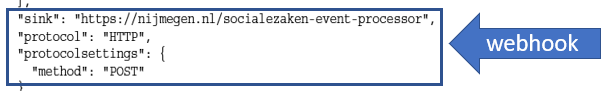 ],
"sink": "https://nijmegen.nl/socialezaken-event-processor",
"protocol": "HTTP",
"protocolsettings": {
"method": "POST"
}
webhook